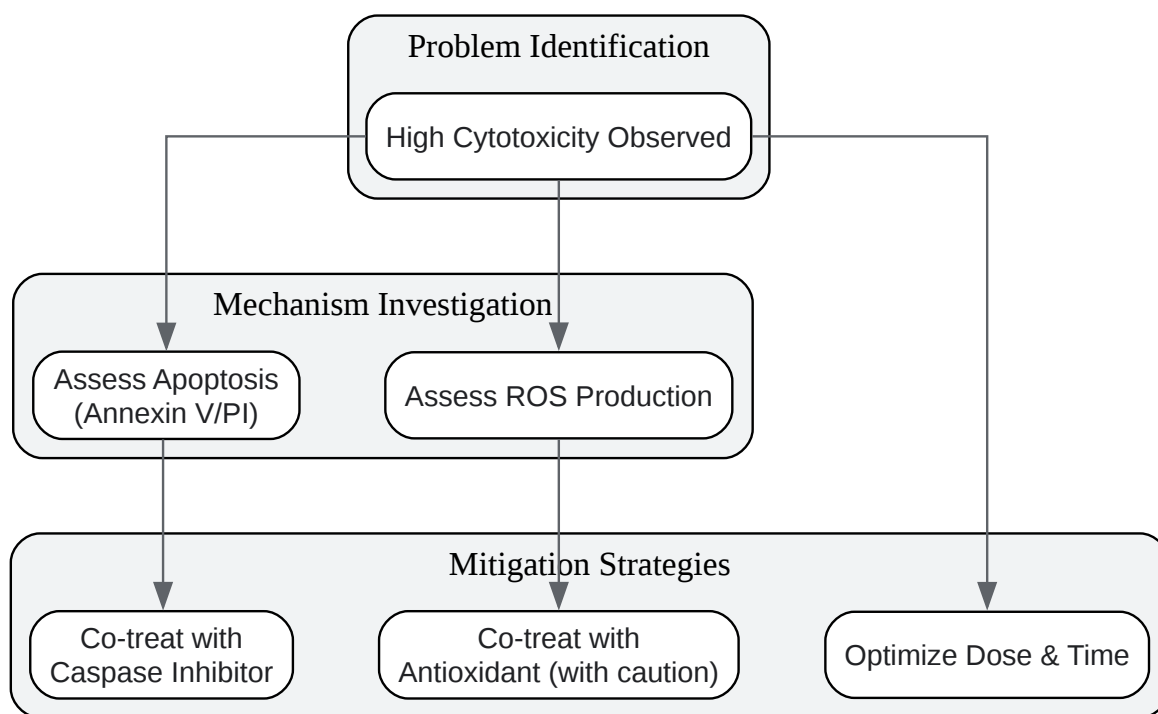 Problem Identification
High Cytotoxicity Observed
Mechanism Investigation
Assess Apoptosis
(Annexin V/PI)
Assess ROS Production
Mitigation Strategies
Co-treat with
Caspase Inhibitor
Co-treat with
Antioxidant (with caution)
Optimize Dose & Time